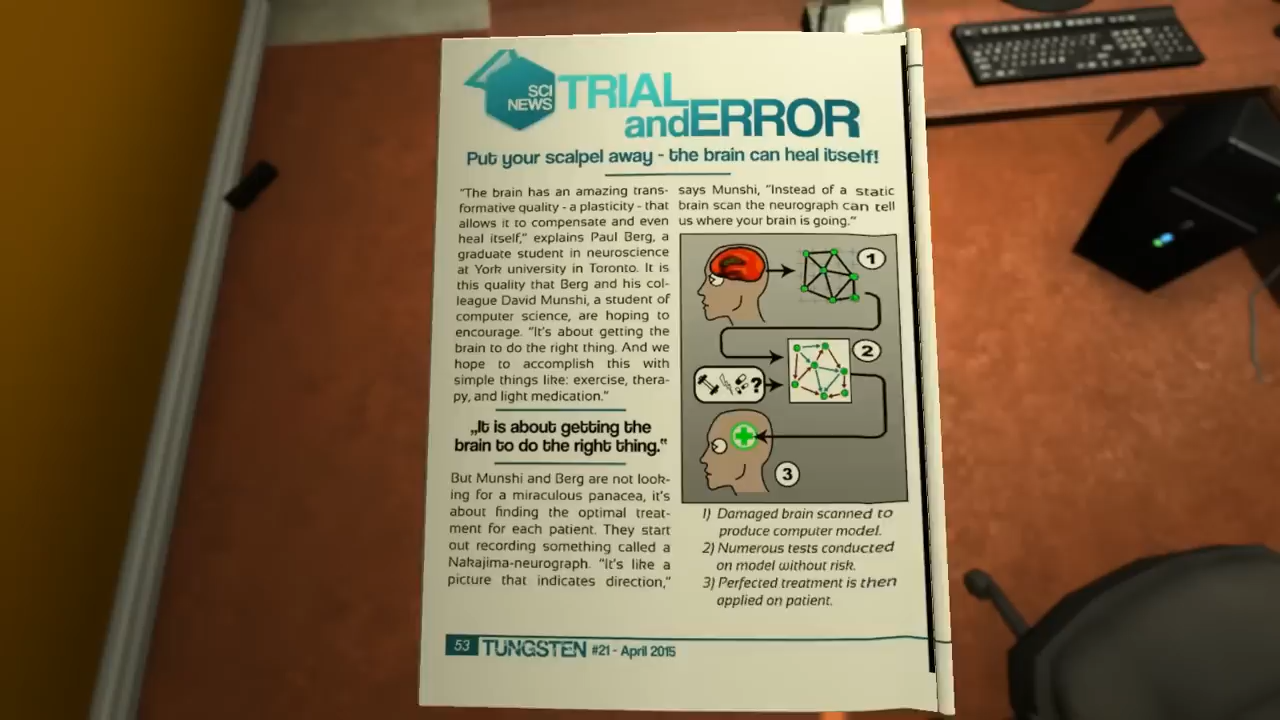 SCI
NEWS
TRIAL
andERROR
Put your scalpel away - the brain can heal itself!
"The brain has an amazing trans-
formative quality - a plasticity - that
allows it to compensate and even
heal itself," explains Paul Berg, a
graduate student in neuroscience
at York university in Toronto. It is
this quality that Berg and his col-
league David Munshi, a student of
computer science, are hoping to
encourage. "It's about getting the
brain to do the right thing. And we
hope to accomplish this with
simple things like: exercise, thera-
py, and light medication."
„It is about getting the
brain to do the right thing."
But Munshi and Berg are not look-
ing for a miraculous panacea, it's
about finding the optimal treat-
ment for each patient. They start
out recording something called a
Nakajima-neurograph. "It's like a
picture that indicates direction,"
says Munshi, "Instead of a static
brain scan the neurograph can tell
us where your brain is going."
1
2
?
3
1) Damaged brain scanned to
produce computer model.
2) Numerous tests conducted
on model without risk.
3) Perfected treatment is then
applied on patient.
53 TUNGSTEN #21 - April 2015